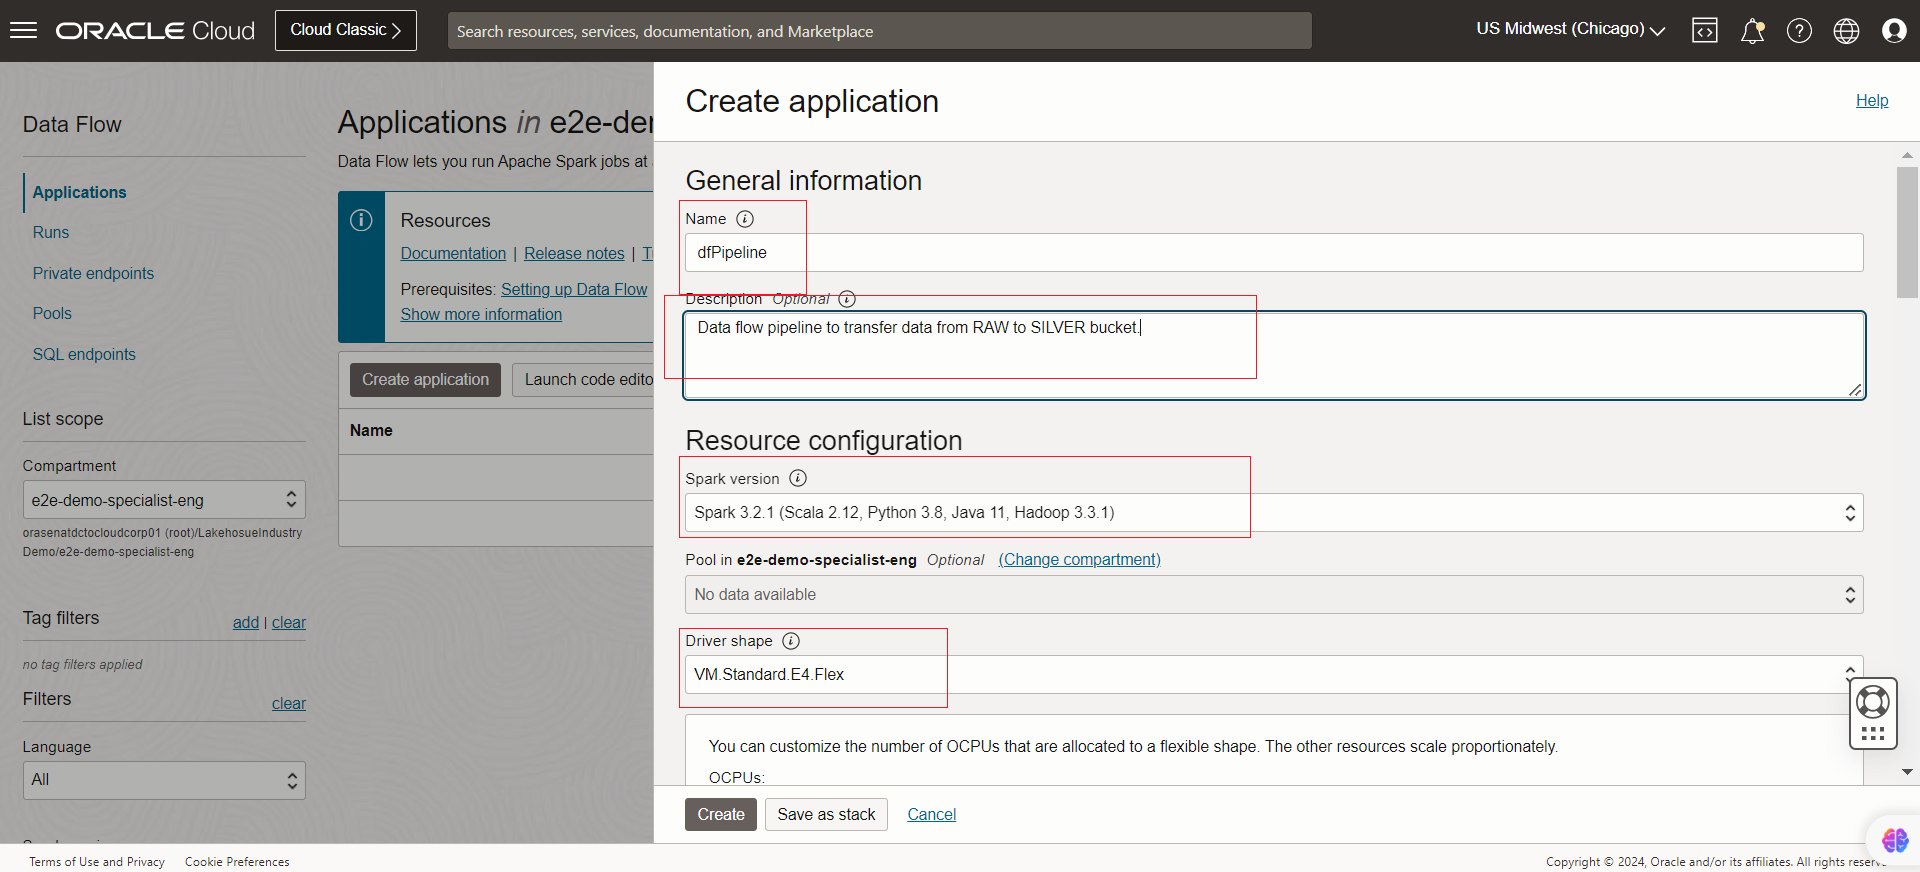 ORACLE Cloud
Cloud Classic
Search resources, services, documentation, and Marketplace
US Midwest (Chicago)
Data Flow
Applications
Runs
Private endpoints
Pools
SQL endpoints
List scope
Compartment
e2e-demo-specialist-eng
orasenatdctocloudcorp01 (root)/LakehosueIndustry
Demo/e2e-demo-specialist-eng
Tag filters
add | clear
no tag filters applied
Filters
clear
Language
All
Applications in e2e-der
Data Flow lets you run Apache Spark jobs at
Resources
Documentation | Release notes |
Prerequisites: Setting up Data Flow
Show more information
Create application
Launch code edito
Name
Create application
Help
General information
Name
dfPipeline
Description Optional
Data flow pipeline to transfer data from RAW to SILVER bucket.
Resource configuration
Spark version
Spark 3.2.1 (Scala 2.12, Python 3.8, Java 11, Hadoop 3.3.1)
Pool in e2e-demo-specialist-eng Optional (Change compartment)
No data available
Driver shape
VM.Standard.E4.Flex
You can customize the number of OCPUs that are allocated to a flexible shape. The other resources scale proportionately.
OCPUs:
Create
Save as stack
Cancel
Terms of Use and Privacy
Cookie Preferences
Copyright © 2024, Oracle and/or its affiliates. All rights reserve